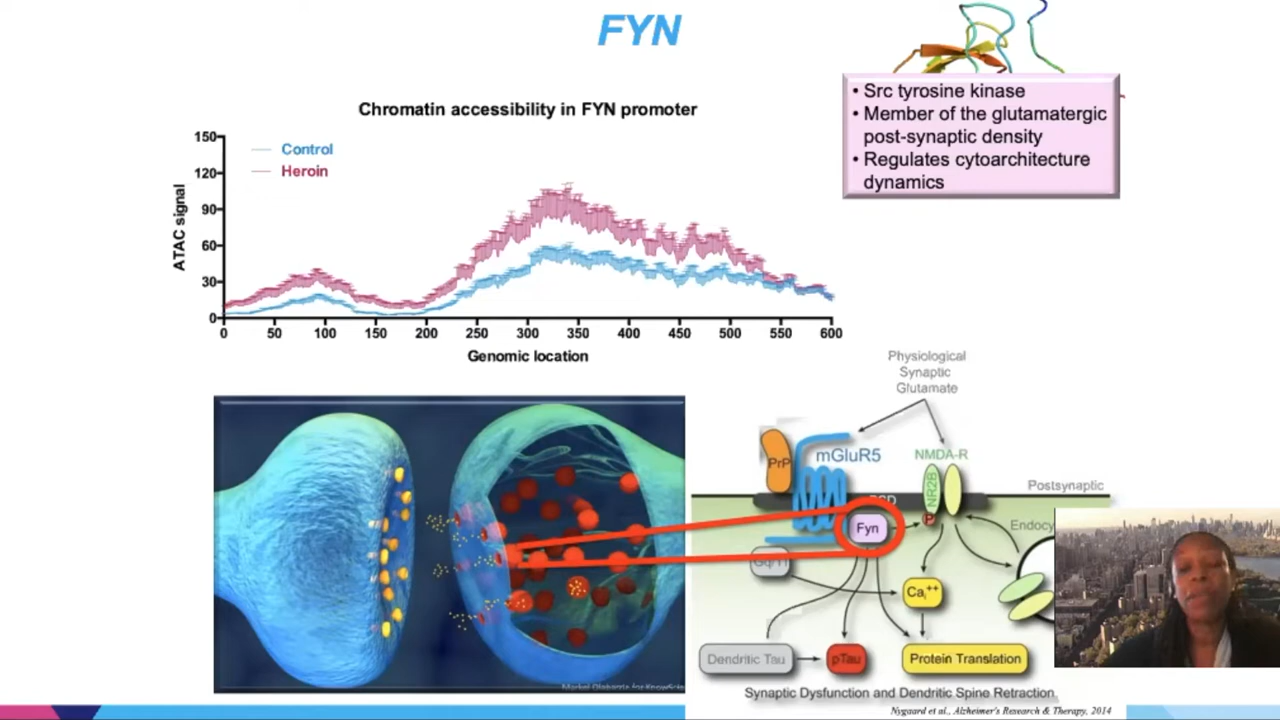 FYN
• Src tyrosine kinase
• Member of the glutamatergic
post-synaptic density
• Regulates cytoarchitecture
dynamics
Chromatin accessibility in FYN promoter
ATAC signal
150
120
90
60
30
0
Control
Heroin
0 50 100 150 200 250 300 350 400 450 500 550 600
Genomic location
Physiological
Synaptic
Glutamate
PrP
mGluR5
NMDA-R
NR2B
Postsynaptic
PSD
P
Fyn
Endocy
Gq/11
Cai++
Dendritic Tau
pTau
Protein Translation
Synaptic Dysfunction and Dendritic Spine Retraction
Nygaard et al., Alzheimer's Research & Therapy, 2014